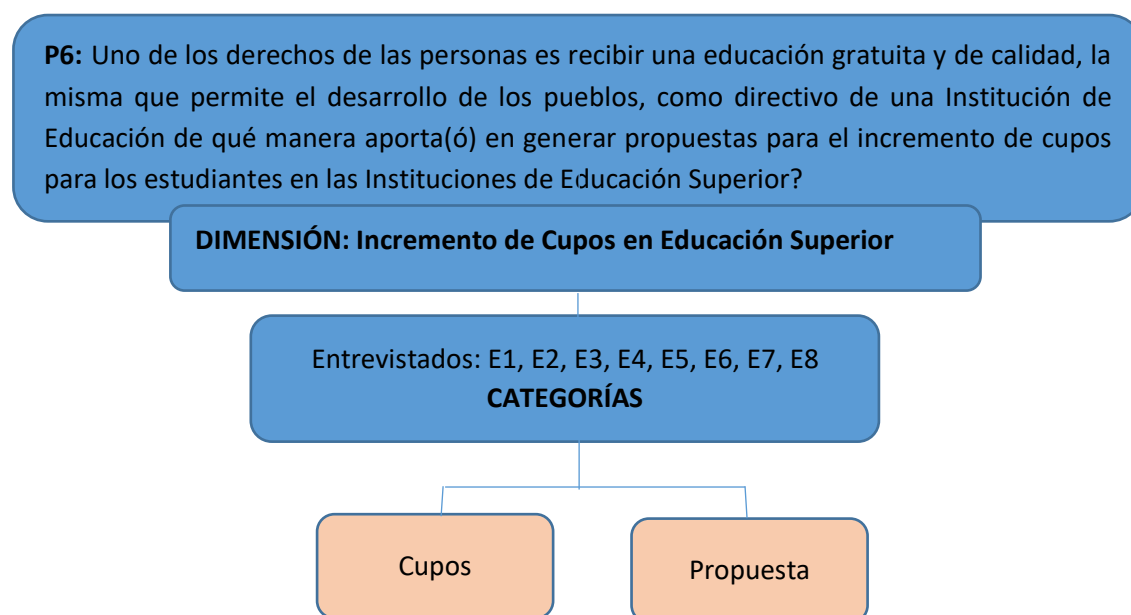 P6: Uno de los derechos de las personas es recibir una educación gratuita y de calidad, la
misma que permite el desarrollo de los pueblos, como directivo de una Institución de
Educación de qué manera aporta(ó) en generar propuestas para el incremento de cupos
para los estudiantes en las Instituciones de Educación Superior?
DIMENSIÓN: Incremento de Cupos en Educación Superior
Entrevistados: E1, E2, E3, E4, E5, E6, E7, E8
CATEGORÍAS
Cupos
Propuesta